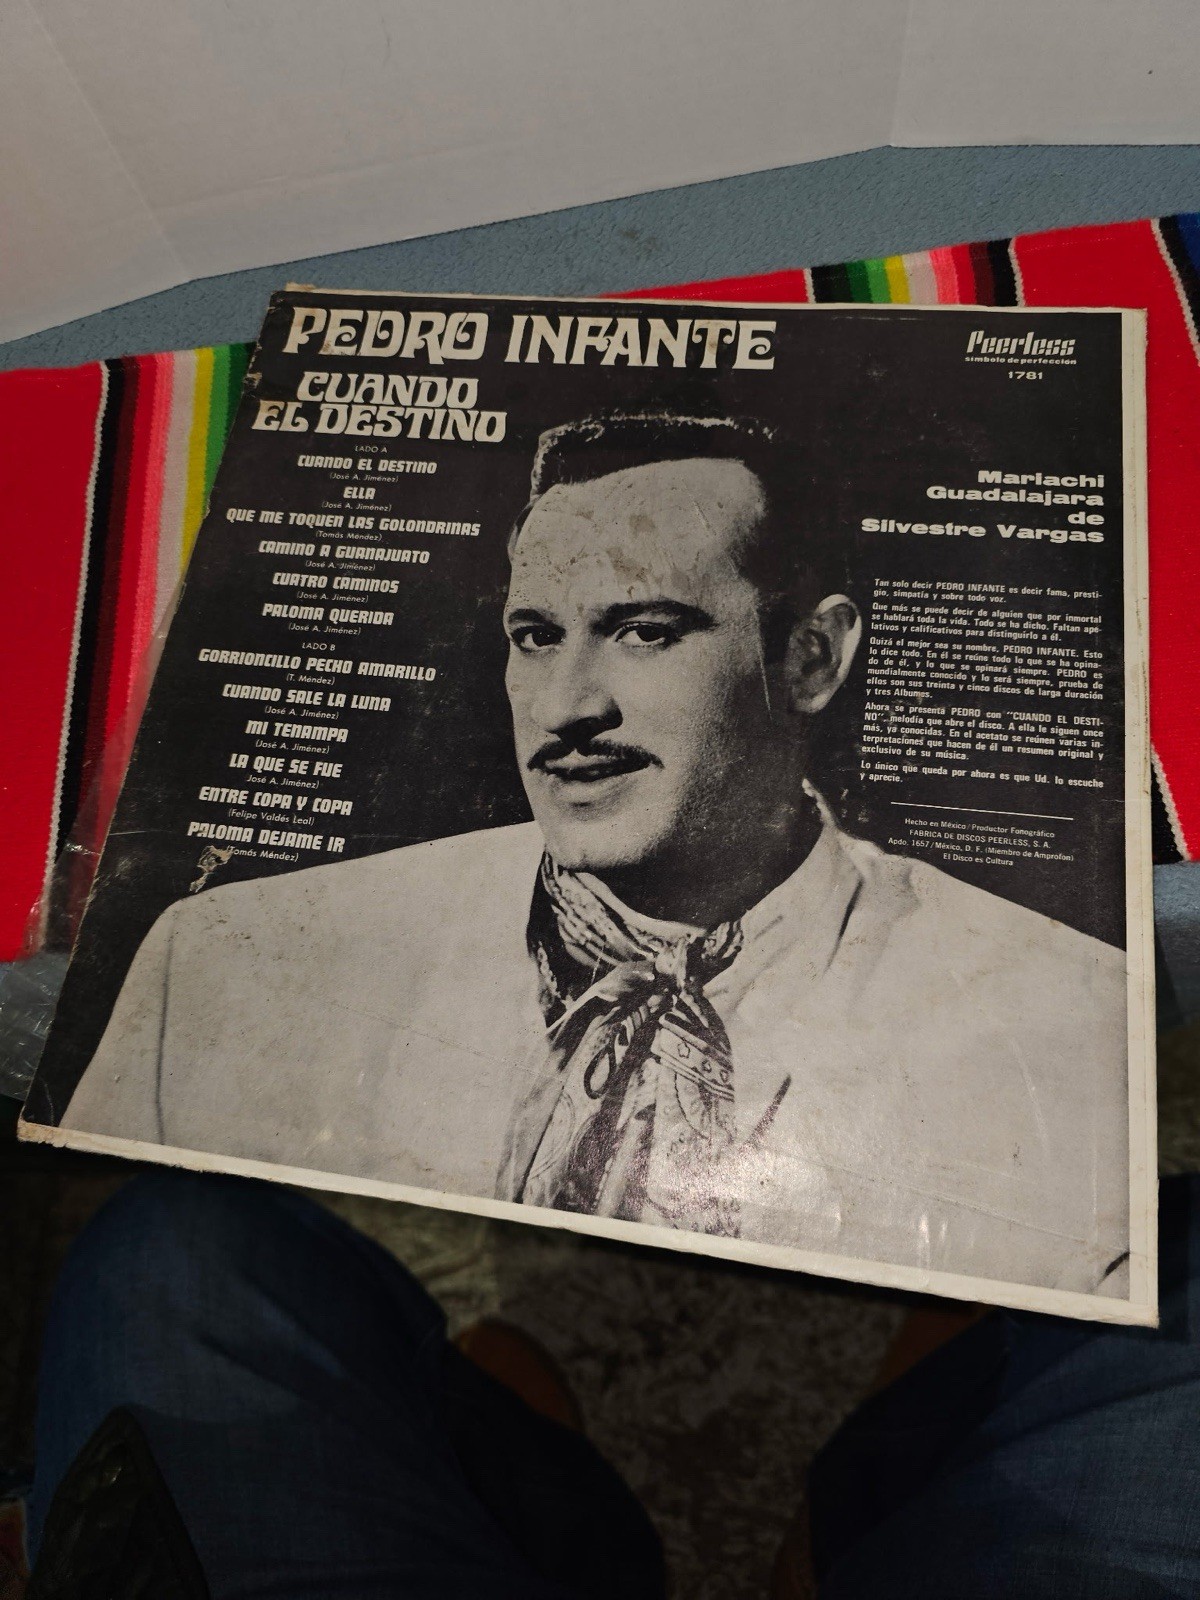 PEDRO INFANTE
CUANDO
EL DESTINO
LADO A
CUANDO EL DESTINO
(José A. Jiménez)
ELLA
(José A. Jiménez)
QUE ME TOQUEN LAS GOLONDRINAS
(Tomás Méndez)
CAMINO A GUANAJUATO
(José A. Jiménez)
CUATRO CAMINOS
(José A. Jiménez)
PALOMA QUERIDA
(José A. Jiménez)
LADO B
GORRIONCILLO PECHO AMARILLO
(T. Méndez)
CUANDO SALE LA LUNA
(José A. Jiménez)
MI TENAMPA
(José A. Jiménez)
LA QUE SE FUE
José A. Jiménez)
ENTRE COPA Y COPA
(Felipe Valdés Leal)
PALOMA DEJAME IR
Tomás Méndez)
Peerless
símbolo de perfección
1781
Mariachi
Guadalajara
de
Silvestre Vargas
Tan solo decir PEDRO INFANTE es decir fama, presti-
gio, simpatía y sobre todo voz.
Que más se puede decir de alguien que por inmortal
se hablará toda la vida. Todo se ha dicho. Faltan ape-
lativos y calificativos para distinguirlo a él.
Quizá el mejor sea su nombre, PEDRO INFANTE. Esto
lo dice todo. En él se reúne todo lo que se ha opina-
do de él, y lo que se opinará siempre. PEDRO es
mundialmente conocido y lo será siempre, prueba de
ellos son sus treinta y cinco discos de larga duración
y tres Albumes.
Ahora se presenta PEDRO con "CUANDO EL DESTI-
NO", melodía que abre el disco. A ella le siguen once
más, ya conocidas. En el acetato se reúnen varias in-
terpretaciones que hacen de él un resumen original y
exclusivo de su música.
Lo único que queda por ahora es que Ud. lo escuche
y aprecie.
Hecho en México/Productor Fonográfico
FABRICA DE DISCOS PEERLESS, S. A.
Apdo. 1657/México, D. F. (Miembro de Amprofon)
El Disco es Cultura